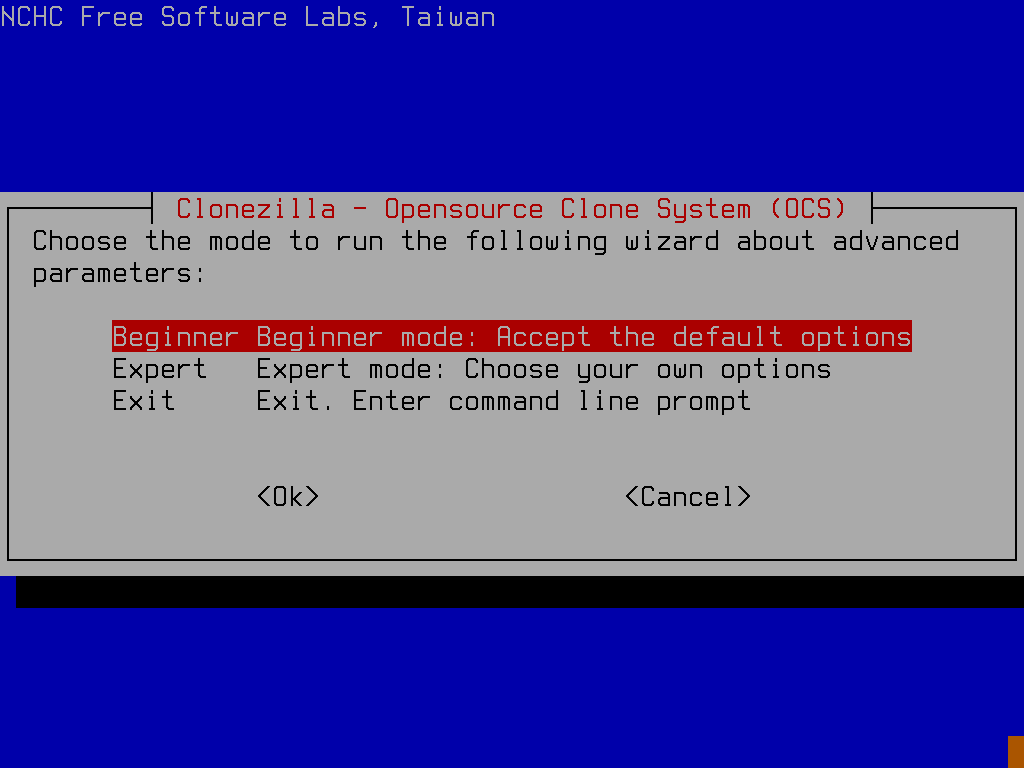 NCHC Free Software Labs, Taiwan
Clonezilla - Opensource Clone System (OCS)
Choose the mode to run the following wizard about advanced
parameters:
Beginner Beginner mode: Accept the default options
Expert Expert mode: Choose your own options
Exit Exit. Enter command line prompt
<Ok> <Cancel>